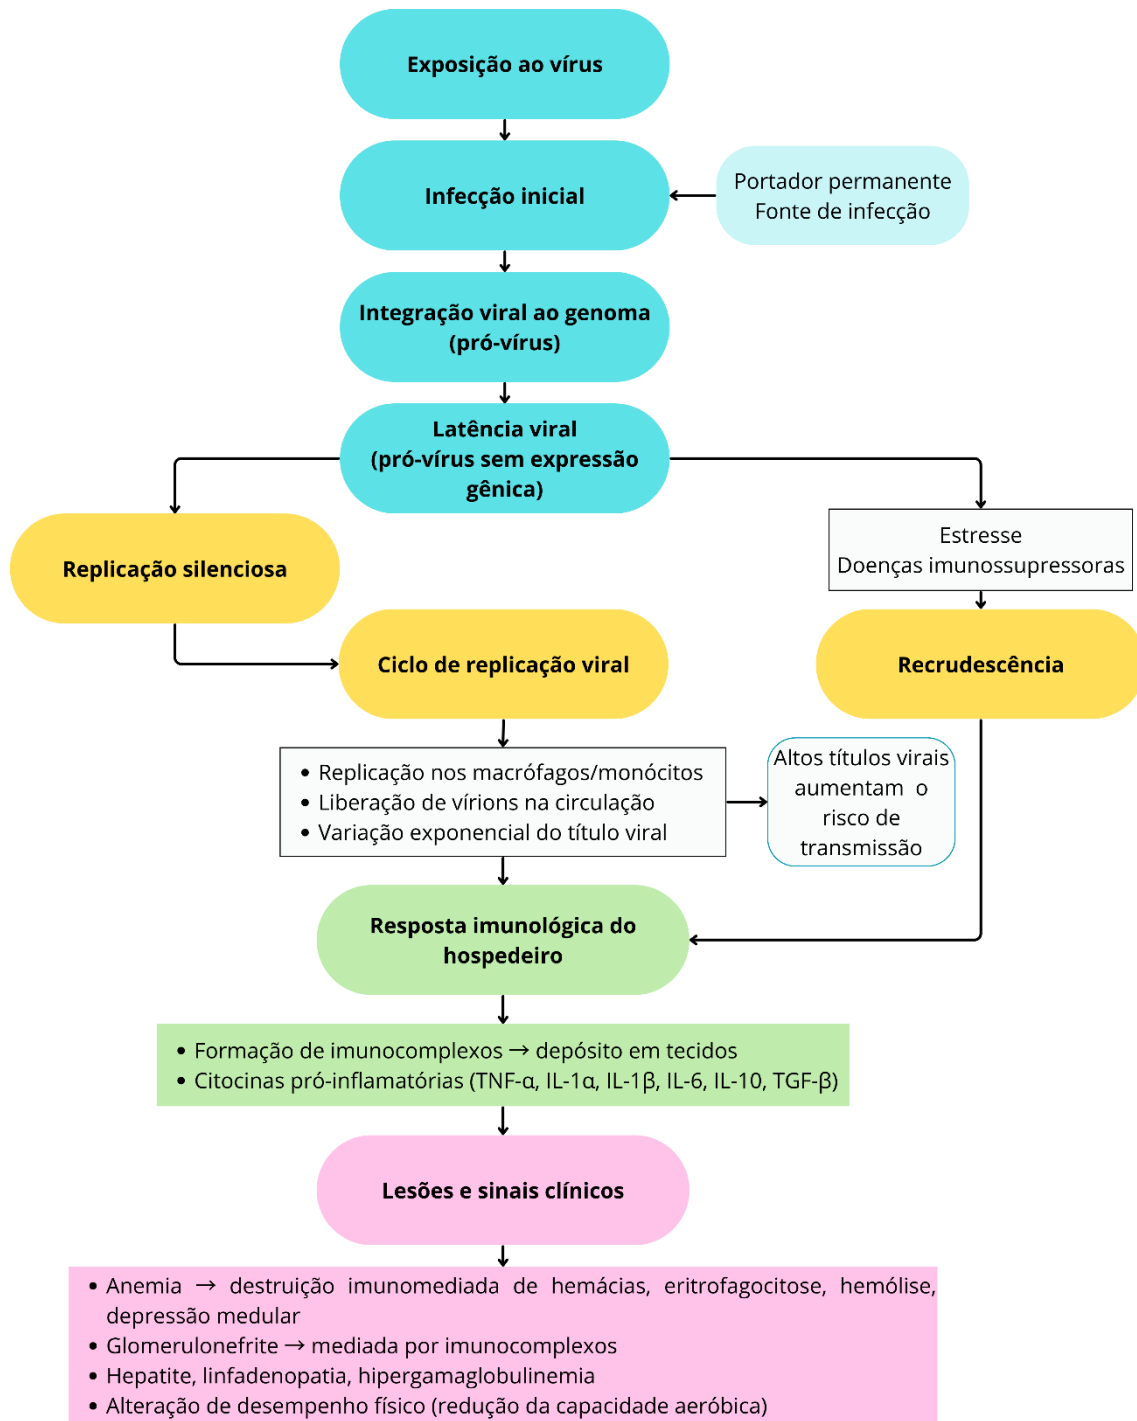 Exposição ao vírus
Infecção inicial
Portador permanente
Fonte de infecção
Integração viral ao genoma
(pró-vírus)
Latência viral
(pró-vírus sem expressão
gênica)
Replicação silenciosa
Estresse
Doenças imunossupressoras
Ciclo de replicação viral
Recrudescência
• Replicação nos macrófagos/monócitos
• Liberação de vírions na circulação
• Variação exponencial do título viral
Altos títulos virais
aumentam o
risco de
transmissão
Resposta imunológica do
hospedeiro
• Formação de imunocomplexos → depósito em tecidos
• Citocinas pró-inflamatórias (TNF-α, IL-1α, IL-1β, IL-6, IL-10, TGF-β)
Lesões e sinais clínicos
• Anemia → destruição imunomediada de hemácias, eritrofagocitose, hemólise,
depressão medular
• Glomerulonefrite → mediada por imunocomplexos
• Hepatite, linfadenopatia, hipergamaglobulinemia
• Alteração de desempenho físico (redução da capacidade aeróbica)